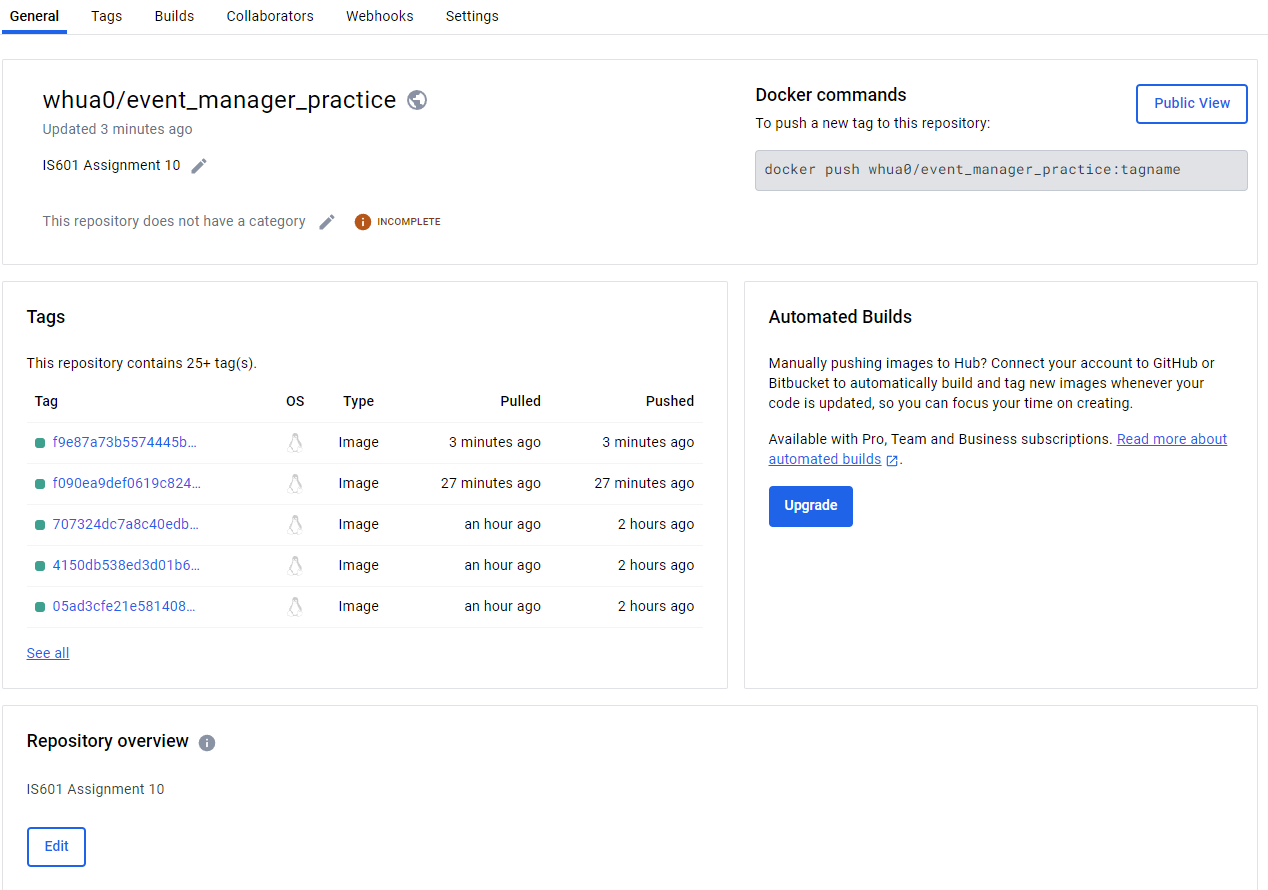 General Tags Builds Collaborators Webhooks Settings
whua0/event_manager_practice
Updated 3 minutes ago
IS601 Assignment 10
This repository does not have a category INCOMPLETE
Docker commands
Public View
To push a new tag to this repository:
docker push whua0/event_manager_practice:tagname
Tags
This repository contains 25+ tag(s).
Tag OS Type Pulled Pushed
f9e87a73b5574445b… Image 3 minutes ago 3 minutes ago
f090ea9def0619c824… Image 27 minutes ago 27 minutes ago
707324dc7a8c40edb… Image an hour ago 2 hours ago
4150db538ed3d01b6… Image an hour ago 2 hours ago
05ad3cfe21e581408… Image an hour ago 2 hours ago
See all
Automated Builds
Manually pushing images to Hub? Connect your account to GitHub or
Bitbucket to automatically build and tag new images whenever your
code is updated, so you can focus your time on creating.
Available with Pro, Team and Business subscriptions. Read more about
automated builds .
Upgrade
Repository overview
IS601 Assignment 10
Edit